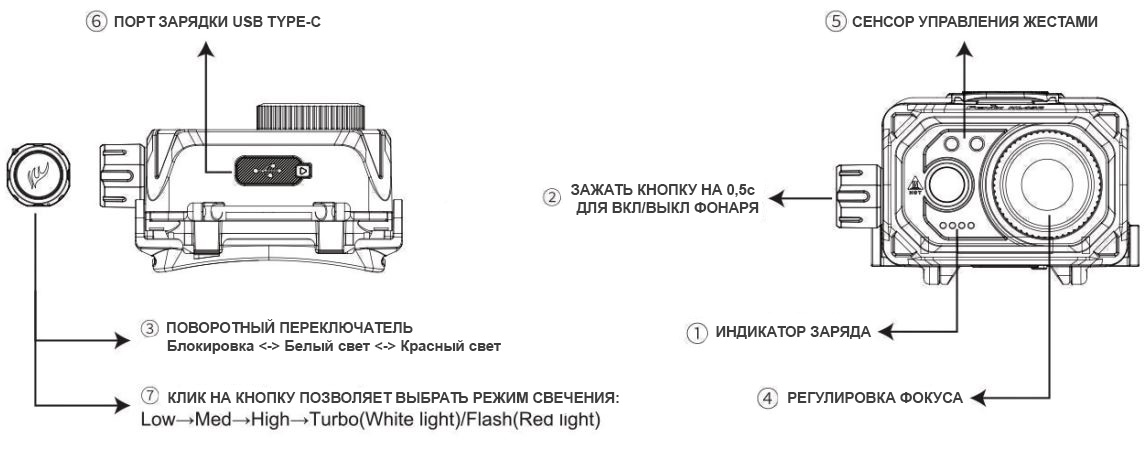 ⑥ ПОРТ ЗАРЯДКИ USB TYPE-C
⑤ СЕНСОР УПРАВЛЕНИЯ ЖЕСТАМИ
② ЗАЖАТЬ КНОПКУ НА 0,5с
ДЛЯ ВКЛ/ВЫКЛ ФОНАРЯ
HOT
③ ПОВОРОТНЫЙ ПЕРЕКЛЮЧАТЕЛЬ
Блокировка <-> Белый свет <-> Красный свет
① ИНДИКАТОР ЗАРЯДА
⑦ КЛИК НА КНОПКУ ПОЗВОЛЯЕТ ВЫБРАТЬ РЕЖИМ СВЕЧЕНИЯ:
Low→Med→High→Turbo(White light)/Flash(Red light)
④ РЕГУЛИРОВКА ФОКУСА